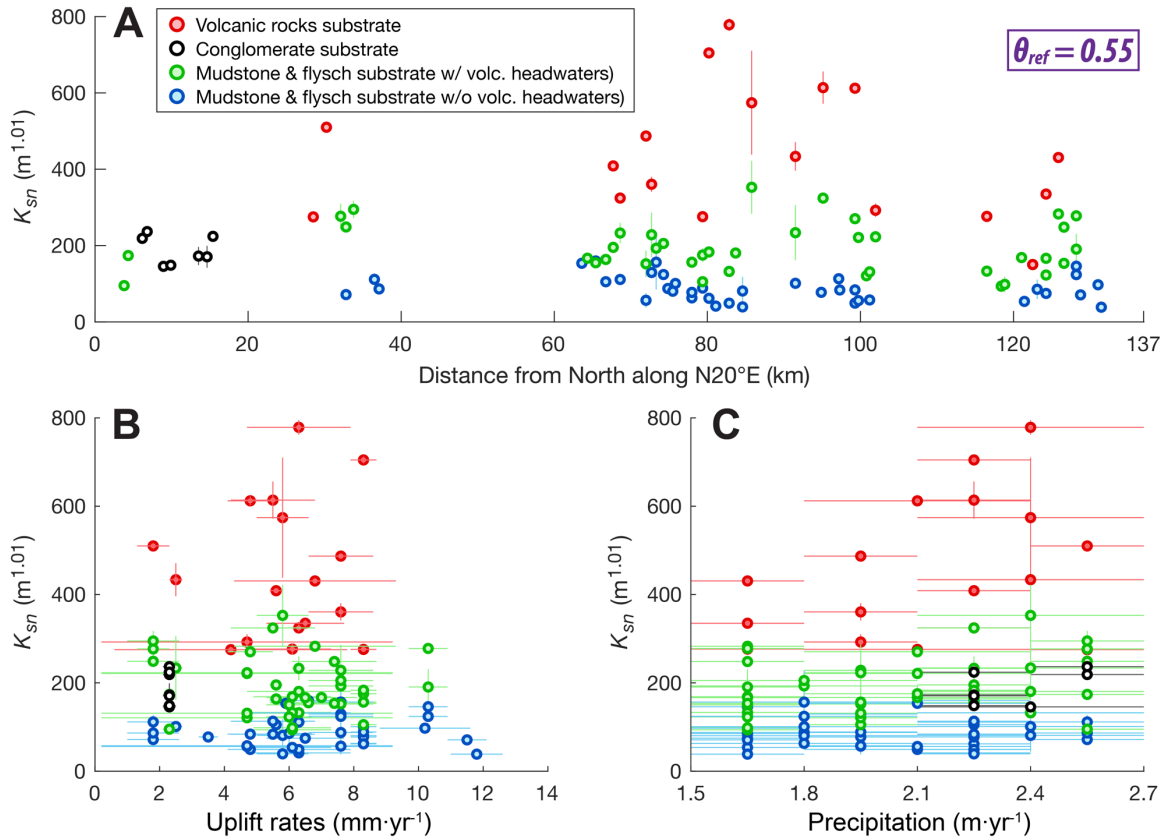 A
Volcanic rocks substrate
Conglomerate substrate
Mudstone & flysch substrate w/ volc. headwaters)
Mudstone & flysch substrate w/o volc. headwaters)
θref = 0.55
800
600
400
200
0
Ksn (m1.01)
0 20 40 60 80 100 120 137
Distance from North along N20°E (km)
B
800
600
400
200
0
Ksn (m1.01)
0 2 4 6 8 10 12 14
Uplift rates (mm·yr-1)
C
800
600
400
200
0
Ksn (m1.01)
1.5 1.8 2.1 2.4 2.7
Precipitation (m·yr-1)